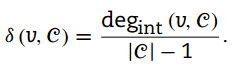 δ (υ, C) = deg_int (υ, C) / |C| − 1 .